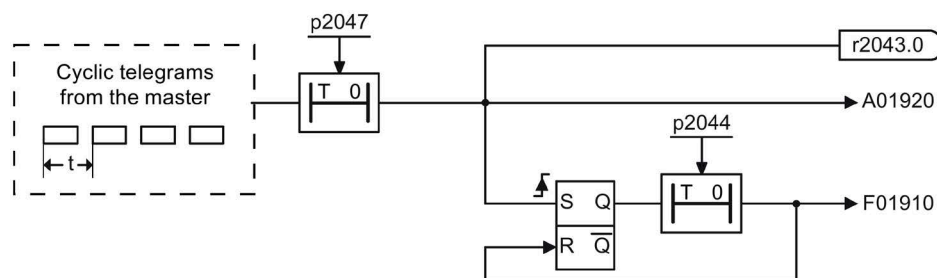 p2047
r2043.0
Cyclic telegrams
from the master
T 0
A01920
t
p2044
T 0
S Q
F01910
R Q̅